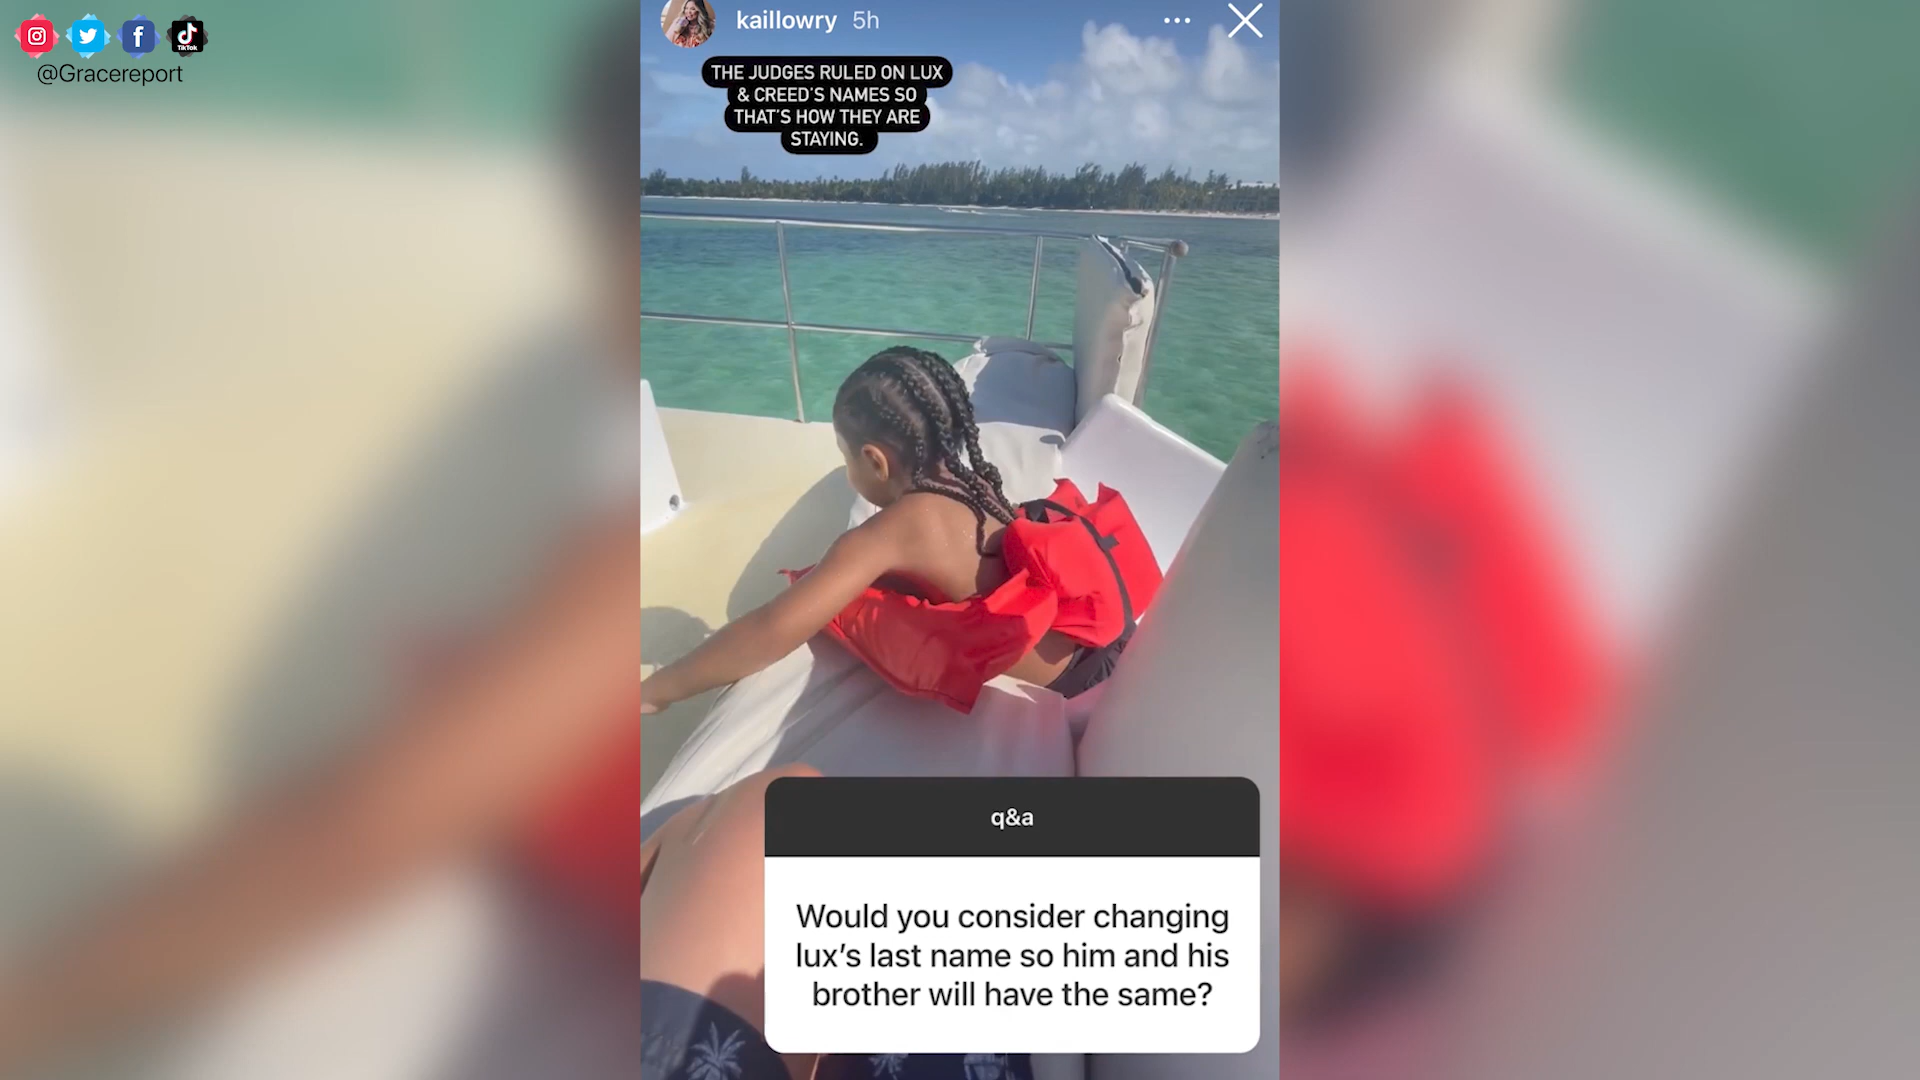 TikTok
@Gracereport
kaillowry 5h
THE JUDGES RULED ON LUX
& CREED'S NAMES SO
THAT'S HOW THEY ARE
STAYING.
q&a
Would you consider changing
lux's last name so him and his
brother will have the same?